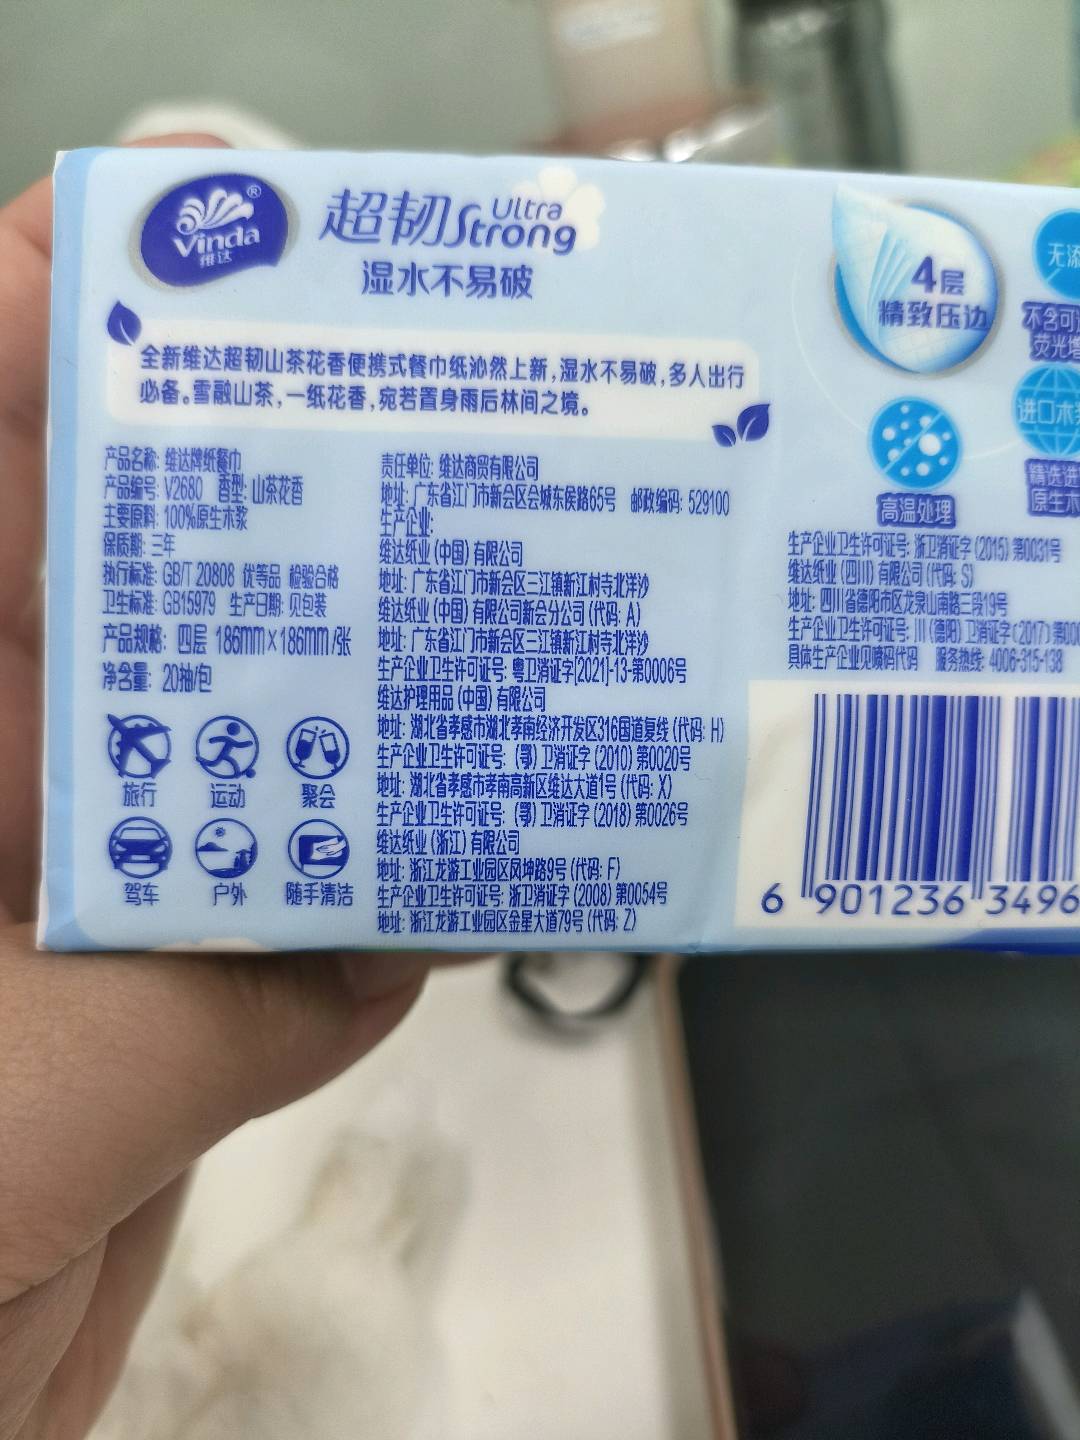 Vinda
维达
超韧 Ultra Strong
湿水不易破
全新维达超韧山茶花香便携式餐巾纸沁然上新,湿水不易破,多人出行
必备。雪融山茶,一纸花香,宛若置身雨后林间之境。
产品名称: 维达牌纸餐巾
产品编号: V2680 香型: 山茶花香
主要原料: 100%原生木浆
保质期: 三年
执行标准: GB/T 20808 优等品 检验合格
卫生标准: GB15979 生产日期: 见包装
产品规格: 四层 186mm×186mm/张
净含量: 20抽/包
旅行
运动
聚会
驾车
户外
随手清洁
责任单位: 维达商贸有限公司
地址: 广东省江门市新会区会城东侯路65号 邮政编码: 529100
生产企业:
维达纸业(中国)有限公司
地址: 广东省江门市新会区三江镇新江村寺北洋沙
维达纸业(中国)有限公司新会分公司(代码: A)
地址: 广东省江门市新会区三江镇新江村寺北洋沙
生产企业卫生许可证号: 粤卫消证字[2021]-13-第0006号
维达护理用品(中国)有限公司
地址: 湖北省孝感市湖北孝南经济开发区316国道复线(代码: H)
生产企业卫生许可证号: (鄂)卫消证字(2010)第0020号
地址: 湖北省孝感市孝南高新区维达大道1号(代码: X)
生产企业卫生许可证号: (鄂)卫消证字(2018)第0026号
维达纸业(浙江)有限公司
地址: 浙江龙游工业园区凤坤路9号(代码: F)
生产企业卫生许可证号: 浙卫消证字(2008)第0054号
地址: 浙江龙游工业园区金星大道79号(代码: Z)
4层
精致压边
无添
不含可
荧光增
高温处理
进口木浆
精选进
原生木
生产企业卫生许可证号: 浙卫消证字(2015)第0031号
维达纸业(四川)有限公司(代码: S)
地址: 四川省德阳市区龙泉山南路三段19号
生产企业卫生许可证号: 川(德阳)卫消证字(2017)第000
具体生产企业见喷码代码 服务热线: 4006-315-138
6 901236 3496